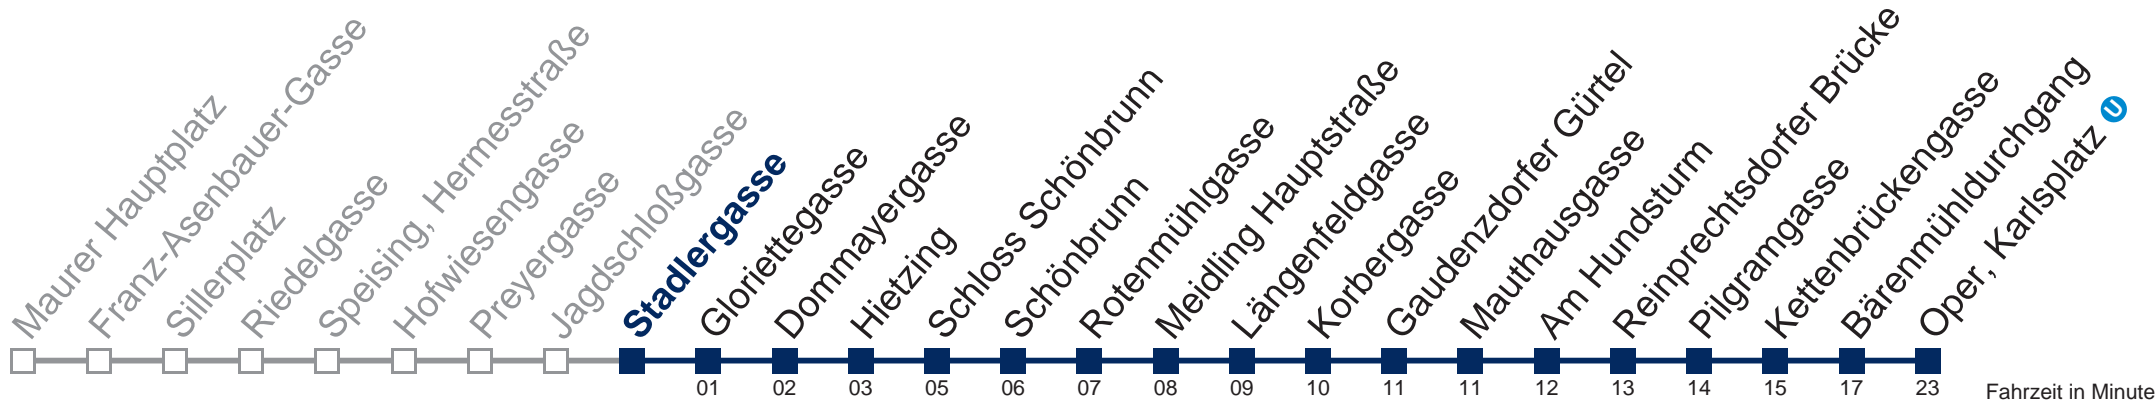 Maurer Hauptplatz
Franz-Asenbauer-Gasse
Sillerplatz
Riedelgasse
Speising, Hermesstraße
Hofwiesengasse
Preyergasse
Jagdschloßgasse
Stadlergasse
Gloriettegasse
Dommayergasse
Hietzing
Schloss Schönbrunn
Schönbrunn
Rotenmühlgasse
Meidling Hauptstraße
Längenfeldgasse
Korbergasse
Gaudenzdorfer Gürtel
Mauthausgasse
Am Hundsturm
Reinprechtsdorfer Brücke
Pilgramgasse
Kettenbrückengasse
Bärenmühldurchgang
Oper, Karlsplatz U
01 02 03 05 06 07 08 09 10 11 11 12 13 14 15 17 23 Fahrzeit in Minute